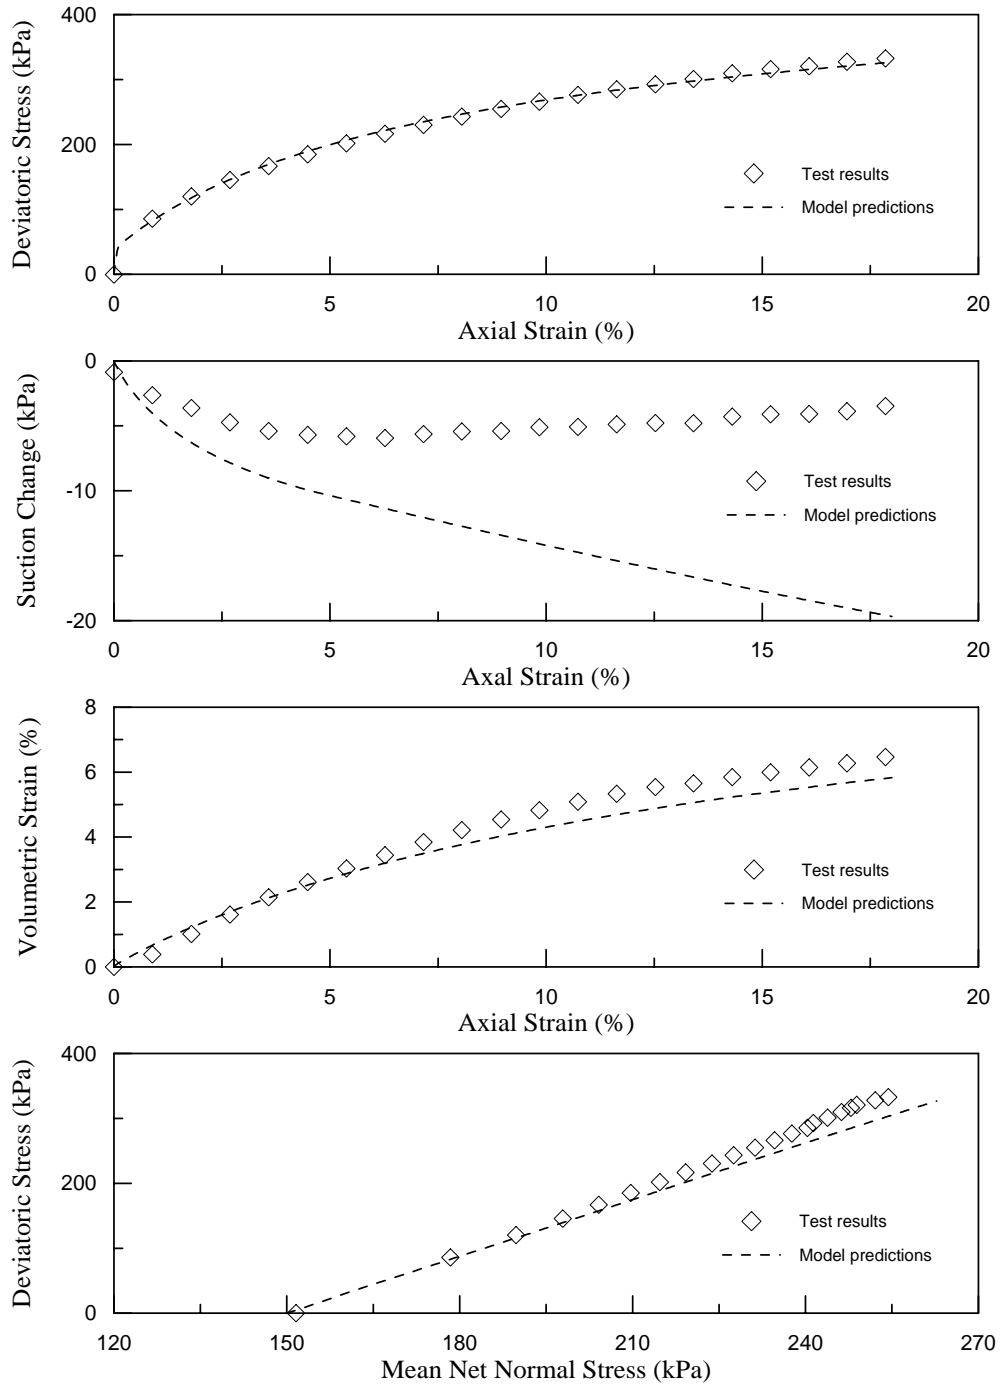 400
200
0
Deviatoric Stress (kPa)
Test results
Model predictions
0 5 10 15 20
Axial Strain (%)
0
-10
-20
Suction Change (kPa)
Test results
Model predictions
0 5 10 15 20
Axal Strain (%)
8
6
4
2
0
Volumetric Strain (%)
Test results
Model predictions
0 5 10 15 20
Axial Strain (%)
400
200
0
Deviatoric Stress (kPa)
Test results
Model predictions
120 150 180 210 240 270
Mean Net Normal Stress (kPa)